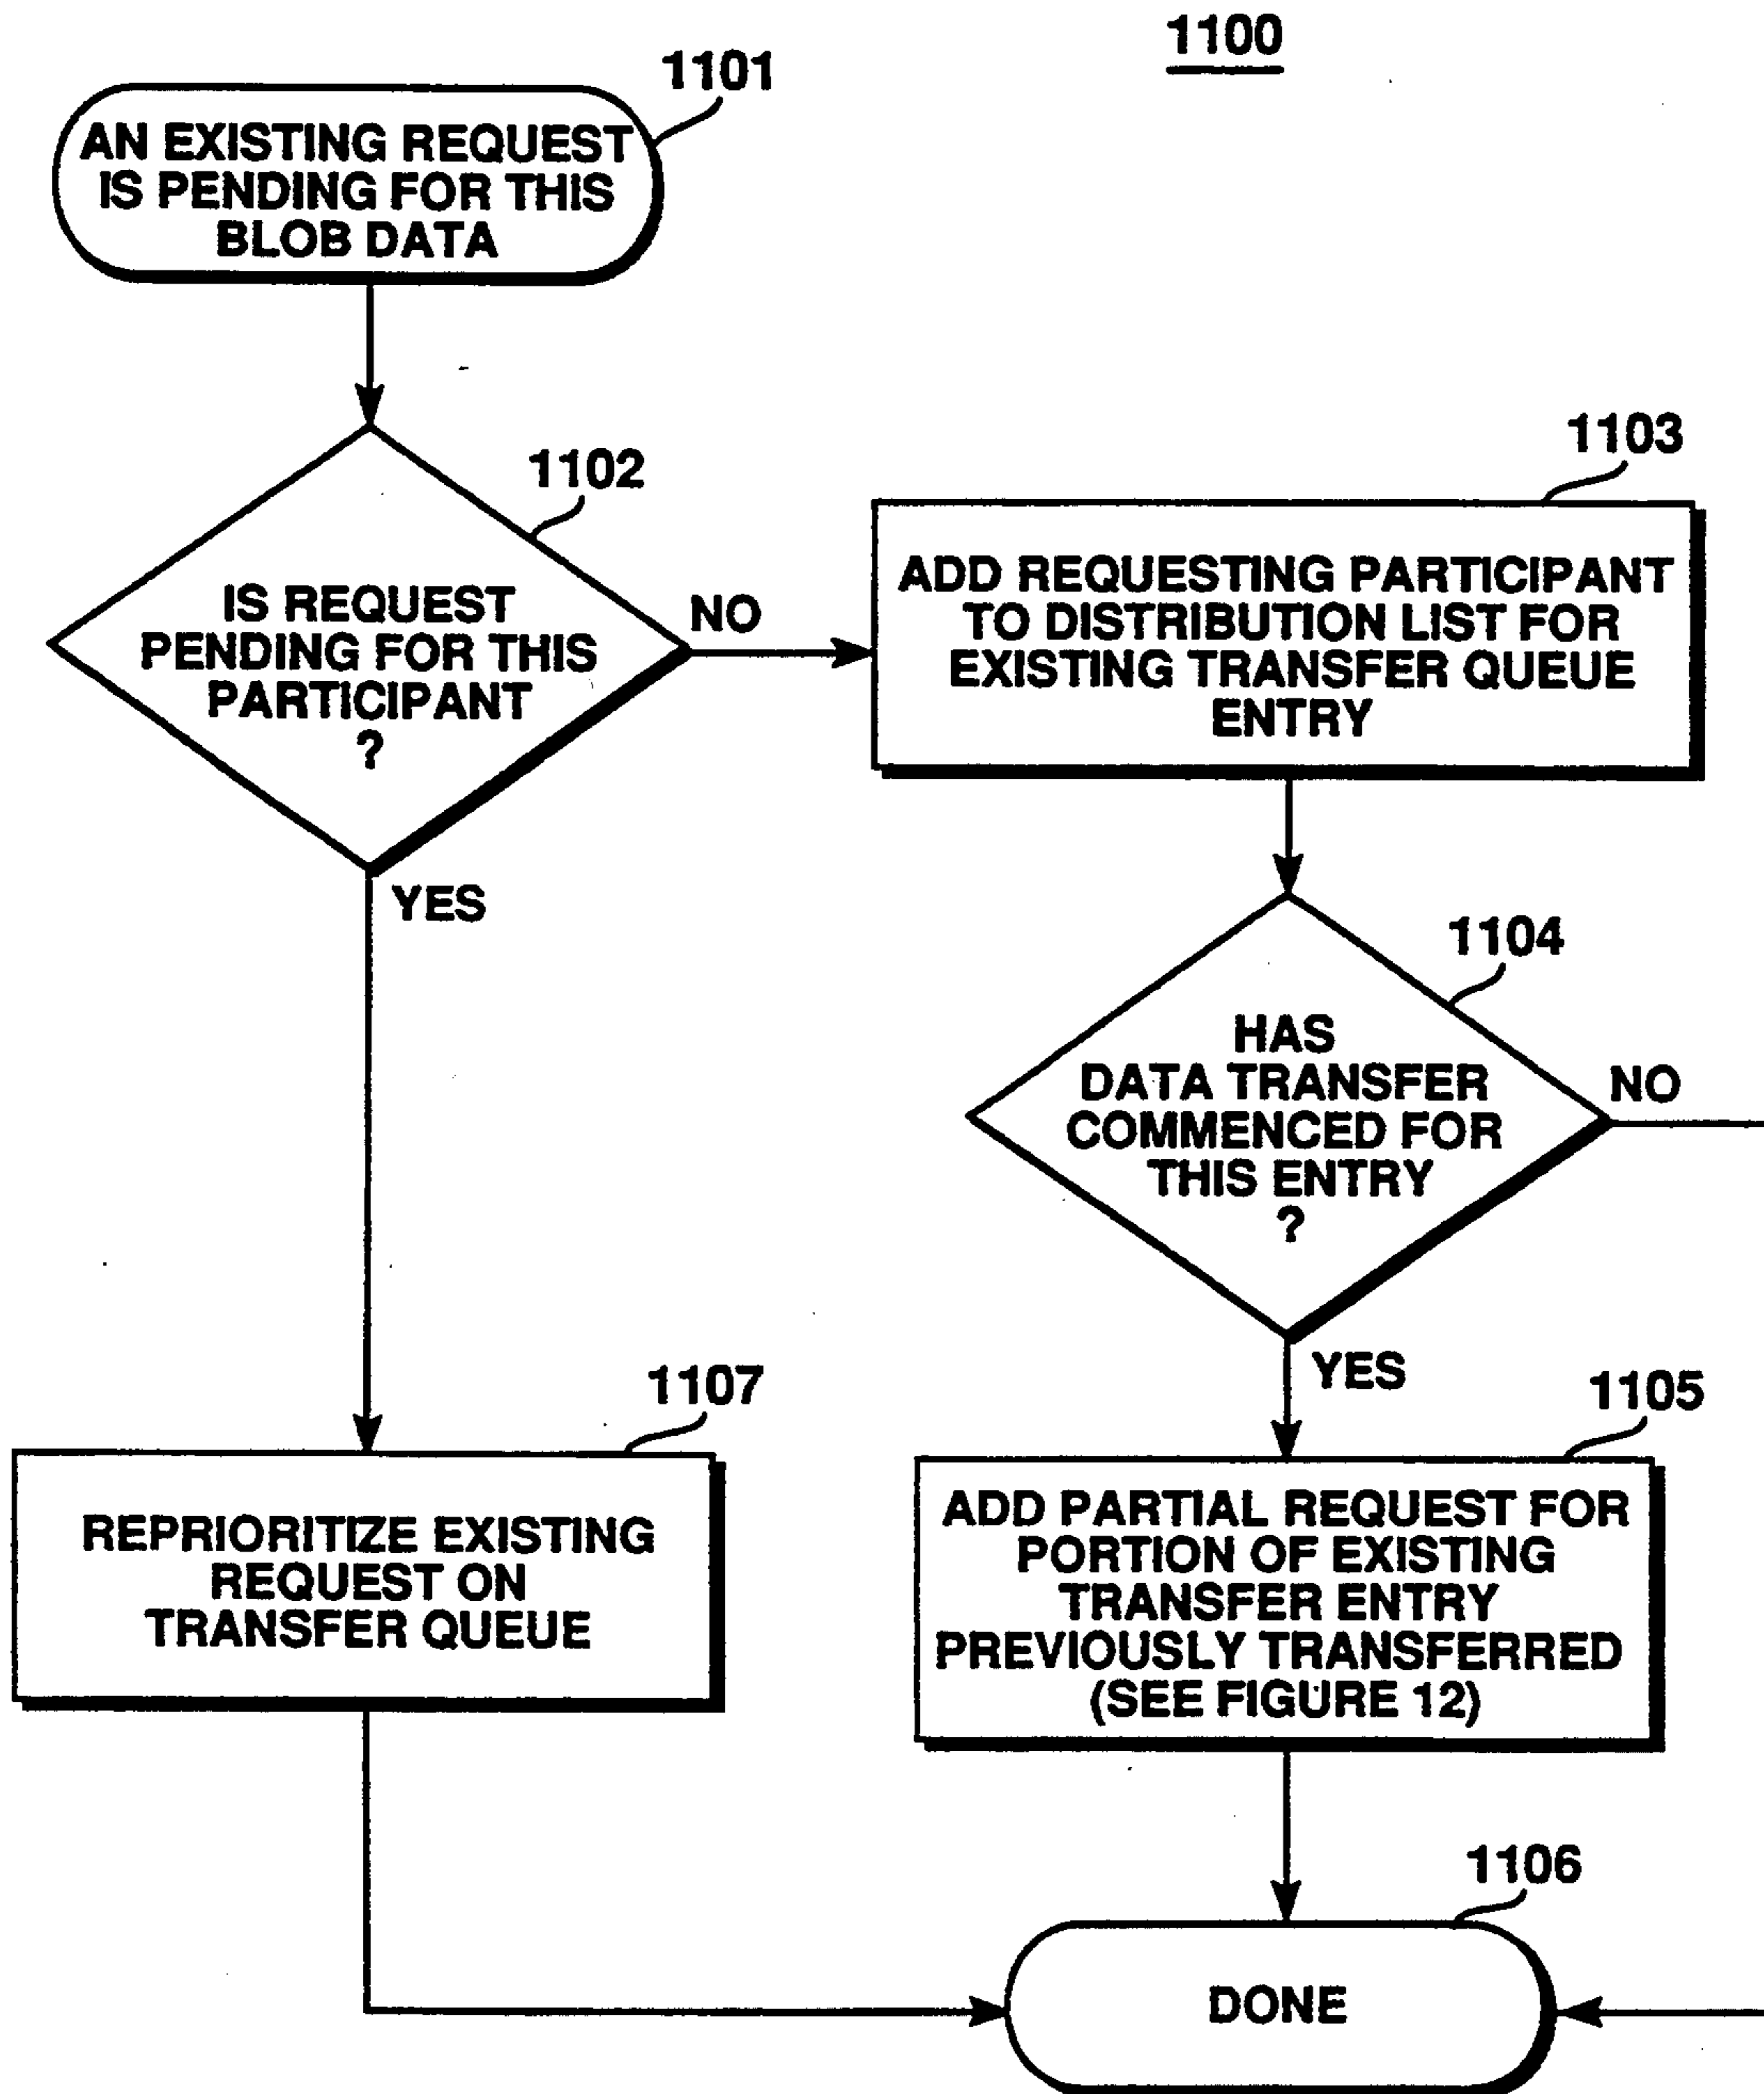 1100
1101
AN EXISTING REQUEST
IS PENDING FOR THIS
BLOB DATA
1102
IS REQUEST
PENDING FOR THIS
PARTICIPANT
?
NO
YES
1103
ADD REQUESTING PARTICIPANT
TO DISTRIBUTION LIST FOR
EXISTING TRANSFER QUEUE
ENTRY
1104
HAS
DATA TRANSFER
COMMENCED FOR
THIS ENTRY
?
NO
YES
1107
REPRIORITIZE EXISTING
REQUEST ON
TRANSFER QUEUE
1105
ADD PARTIAL REQUEST FOR
PORTION OF EXISTING
TRANSFER ENTRY
PREVIOUSLY TRANSFERRED
(SEE FIGURE 12)
1106
DONE